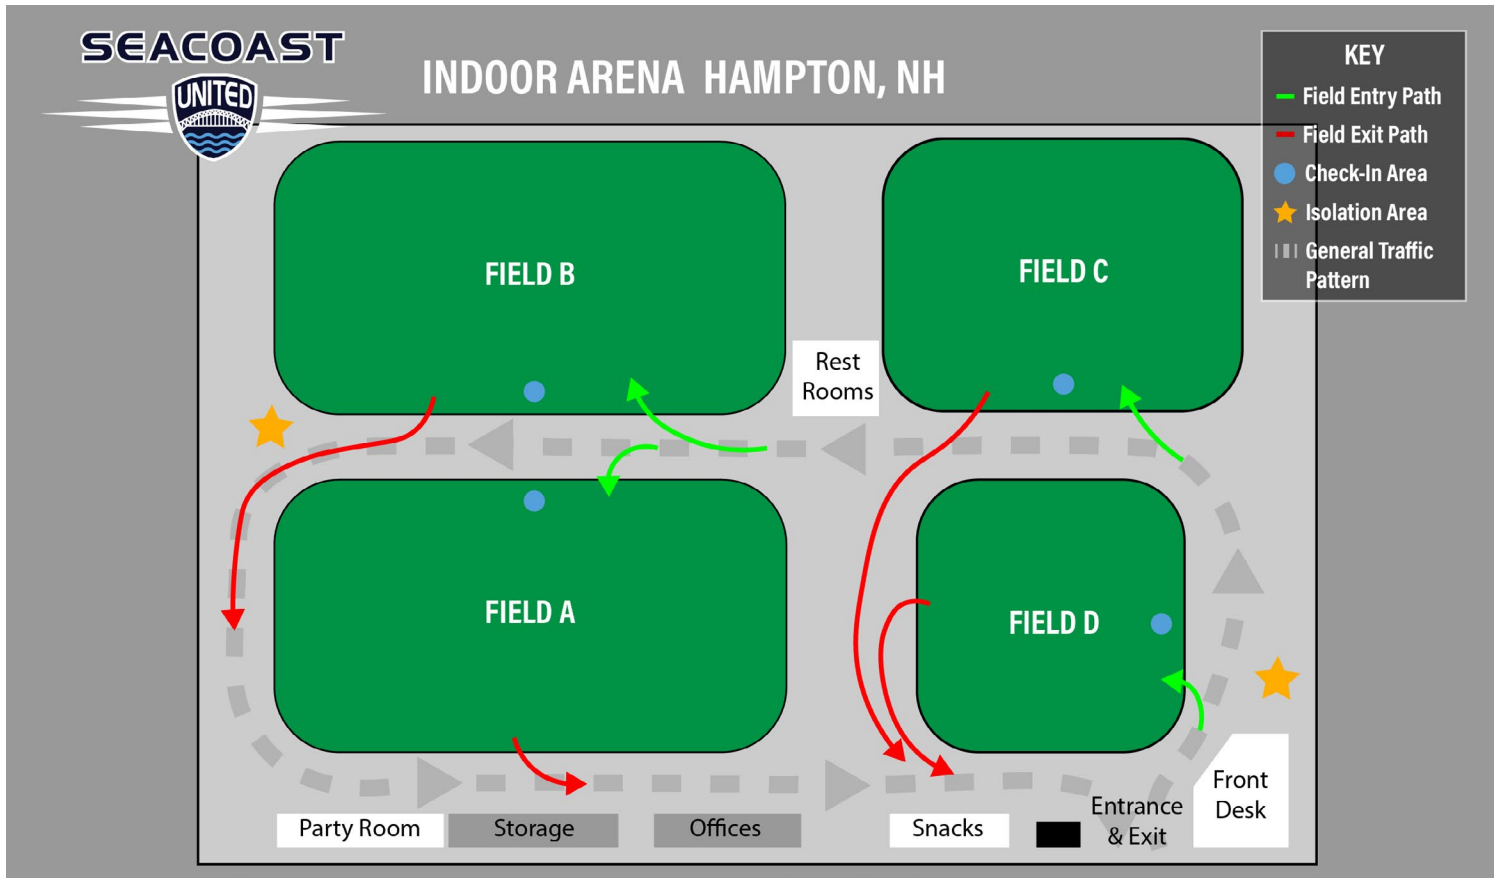 SEACOAST
UNITED
INDOOR ARENA HAMPTON, NH
KEY
Field Entry Path
Field Exit Path
Check-In Area
Isolation Area
General Traffic
Pattern
FIELD B
FIELD C
Rest
Rooms
FIELD A
FIELD D
Front
Desk
Entrance
& Exit
Party Room
Storage
Offices
Snacks